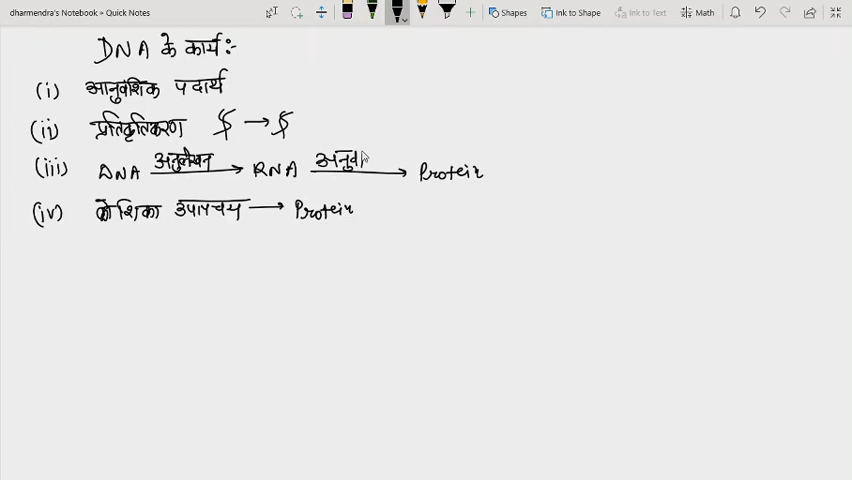 dharmendra's Notebook » Quick Notes
Shapes Ink to Shape Ink to Text Math
DNA के कार्य:-
(i) आनुवंशिक पदार्थ
(ii) प्रतिकृतिकरण →
(iii) DNA अनुलेखन → RNA अनुवा → Protein
(iv) कोशिका उपापचय → Protein